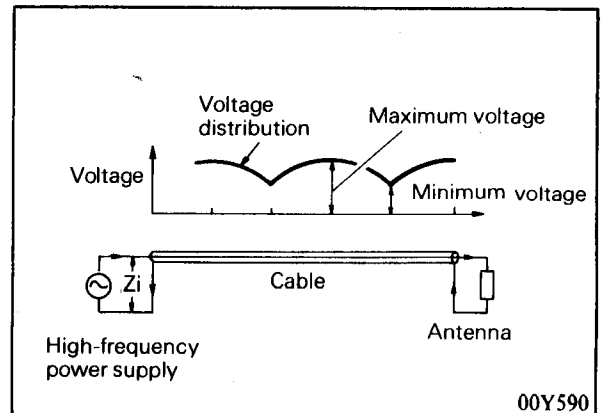 Voltage
distribution
Maximum voltage
Voltage
Minimum voltage
Zi
Cable
High-frequency
power supply
Antenna
00Y590